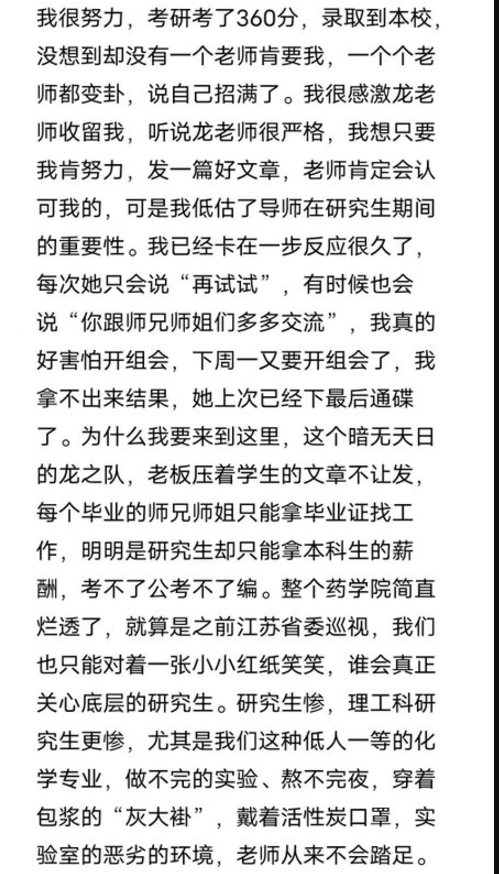 我很努力，考研考了360分，录取到本校，
没想到却没有一个老师肯要我，一个个老
师都变卦，说自己招满了。我很感激龙老
师收留我，听说龙老师很严格，我想只要
我肯努力，发一篇好文章，老师肯定会认
可我的，可是我低估了导师在研究生期间
的重要性。我已经卡在一步反应很久了，
每次她只会说“再试试”，有时候也会
说“你跟师兄师姐们多多交流”，我真的
好害怕开组会，下周一又要开组会了，我
拿不出来结果，她上次已经下最后通碟
了。为什么我要来到这里，这个暗无天日
的龙之队，老板压着学生的文章不让发，
每个毕业的师兄师姐只能拿毕业证找工
作，明明是研究生却只能拿本科生的薪
酬，考不了公考不了编。整个药学院简直
烂透了，就算是之前江苏省委巡视，我们
也只能对着一张小小红纸笑笑，谁会真正
关心底层的研究生。研究生惨，理工科研
究生更惨，尤其是我们这种低人一等的化
学专业，做不完的实验、熬不完夜，穿着
包浆的“灰大褂”，戴着活性炭口罩，实
验室的恶劣的环境，老师从来不会踏足。